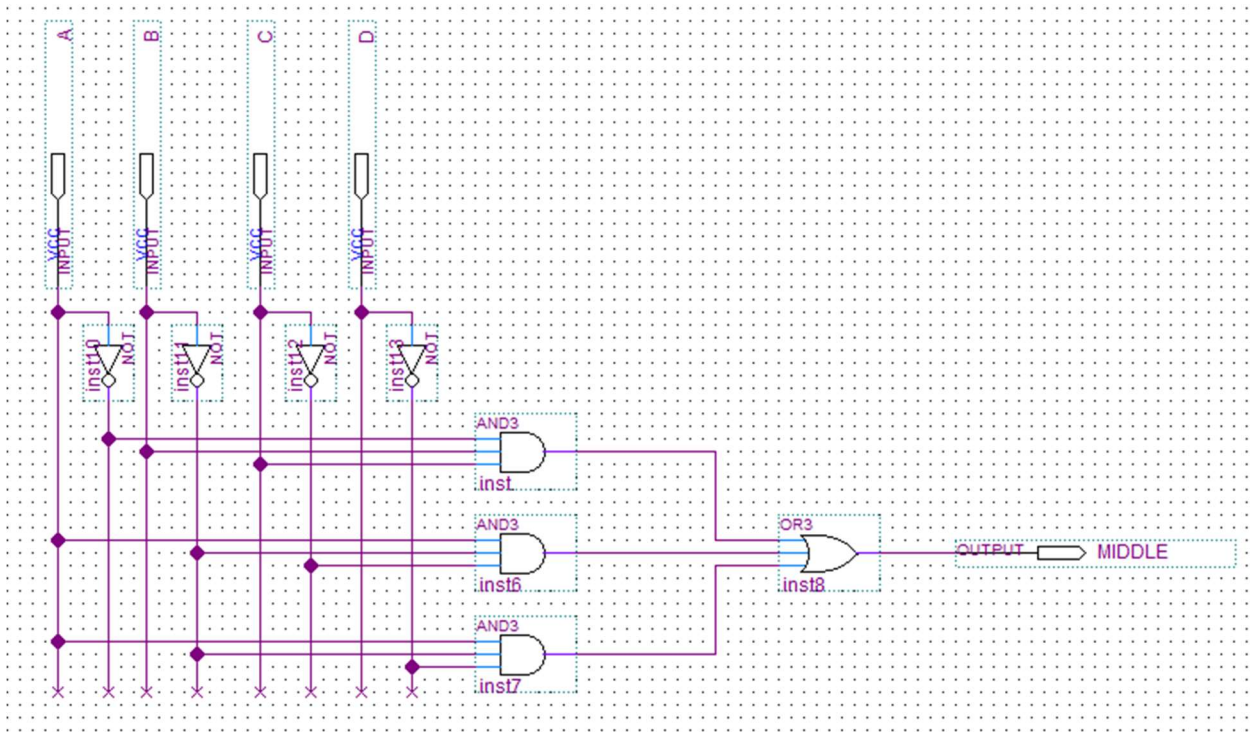 A
B
C
D
VCC
INPUT
VCC
INPUT
VCC
INPUT
VCC
INPUT
inst10
NOT
inst11
NOT
inst12
NOT
inst13
NOT
AND3
inst
AND3
inst6
AND3
inst7
OR3
inst8
OUTPUT
MIDDLE